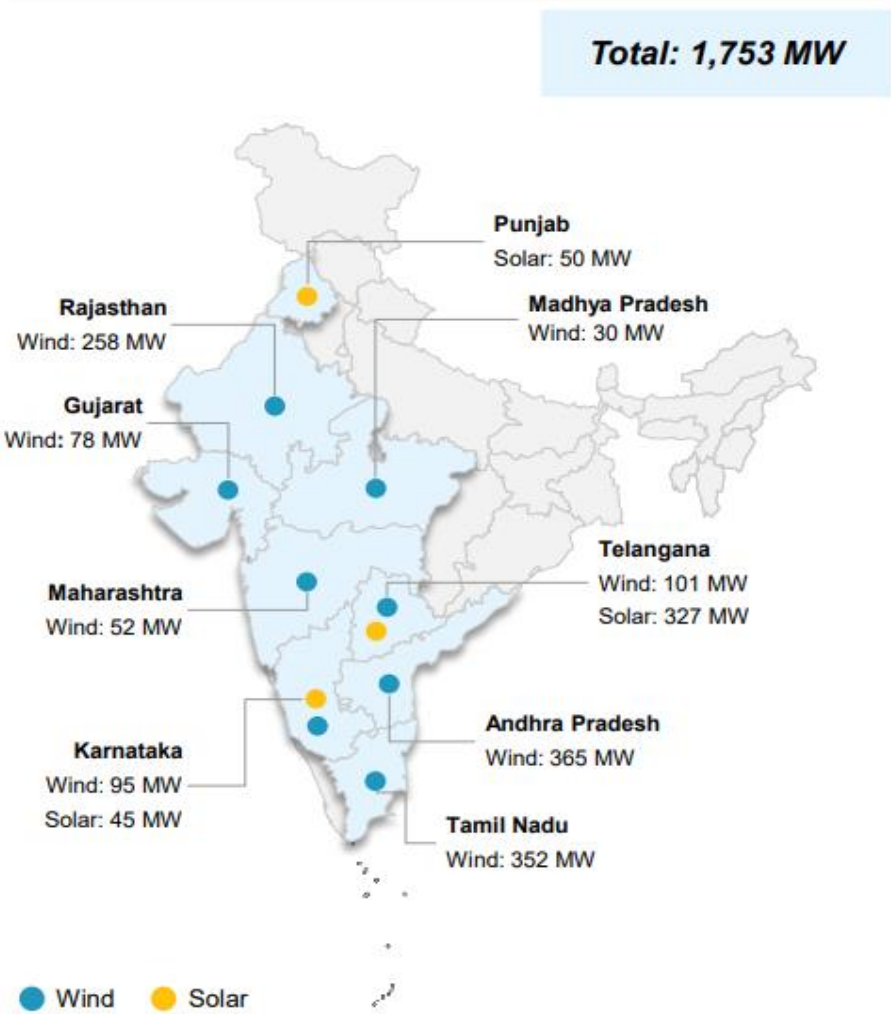 Total: 1,753 MW
Punjab
Solar: 50 MW
Rajasthan
Wind: 258 MW
Madhya Pradesh
Wind: 30 MW
Gujarat
Wind: 78 MW
Telangana
Wind: 101 MW
Solar: 327 MW
Maharashtra
Wind: 52 MW
Andhra Pradesh
Wind: 365 MW
Karnataka
Wind: 95 MW
Solar: 45 MW
Tamil Nadu
Wind: 352 MW
Wind
Solar